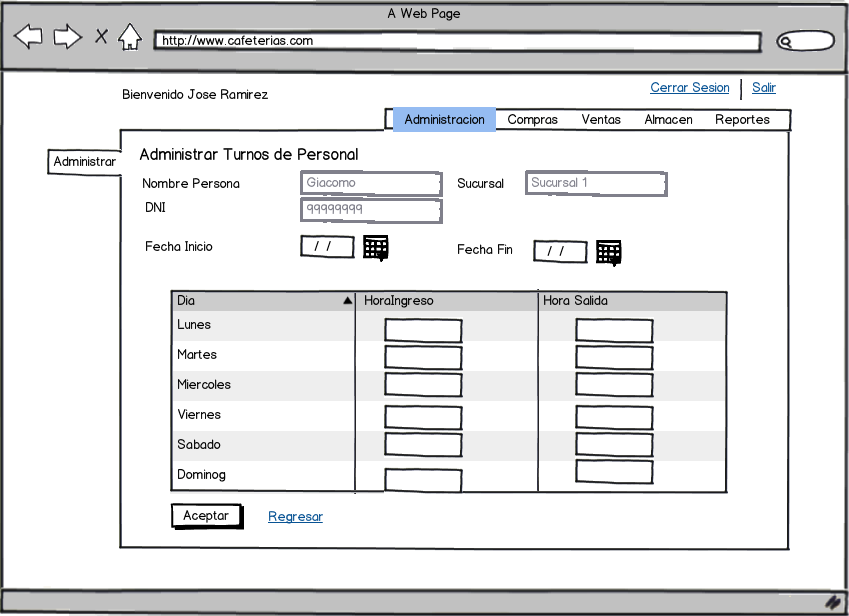 A Web Page
http://www.cafeterias.com
Cerrar Sesion Salir
Bienvenido Jose Ramirez
Administracion Compras Ventas Almacen Reportes
Administrar
Administrar Turnos de Personal
Nombre Persona Giacomo Sucursal Sucursal 1
DNI 99999999
Fecha Inicio / / Fecha Fin / /
Dia HoraIngreso Hora Salida
Lunes
Martes
Miercoles
Viernes
Sabado
Dominog
Aceptar Regresar